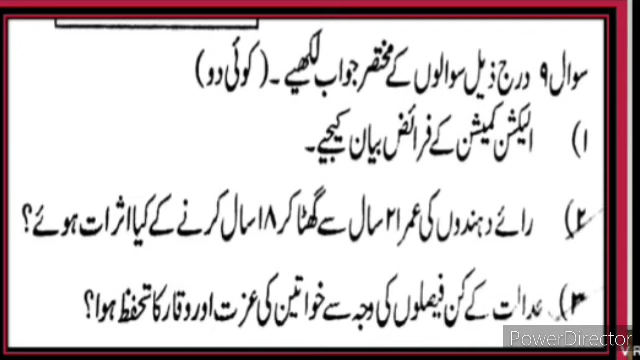 سوال ۹ درج ذیل سوالوں کے مختصر جواب لکھیے۔ (کوئی دو)
۱) الیکشن کمیشن کے فرائض بیان کیجیے۔
۲) رائے دہندوں کی عمر ۲۱ سال سے گھٹا کر ۱۸ سال کرنے کے کیا اثرات ہوئے؟
۳) عدالت کے کن فیصلوں کی وجہ سے خواتین کی عزت اور وقار کا تحفظ ہوا؟
PowerDirector